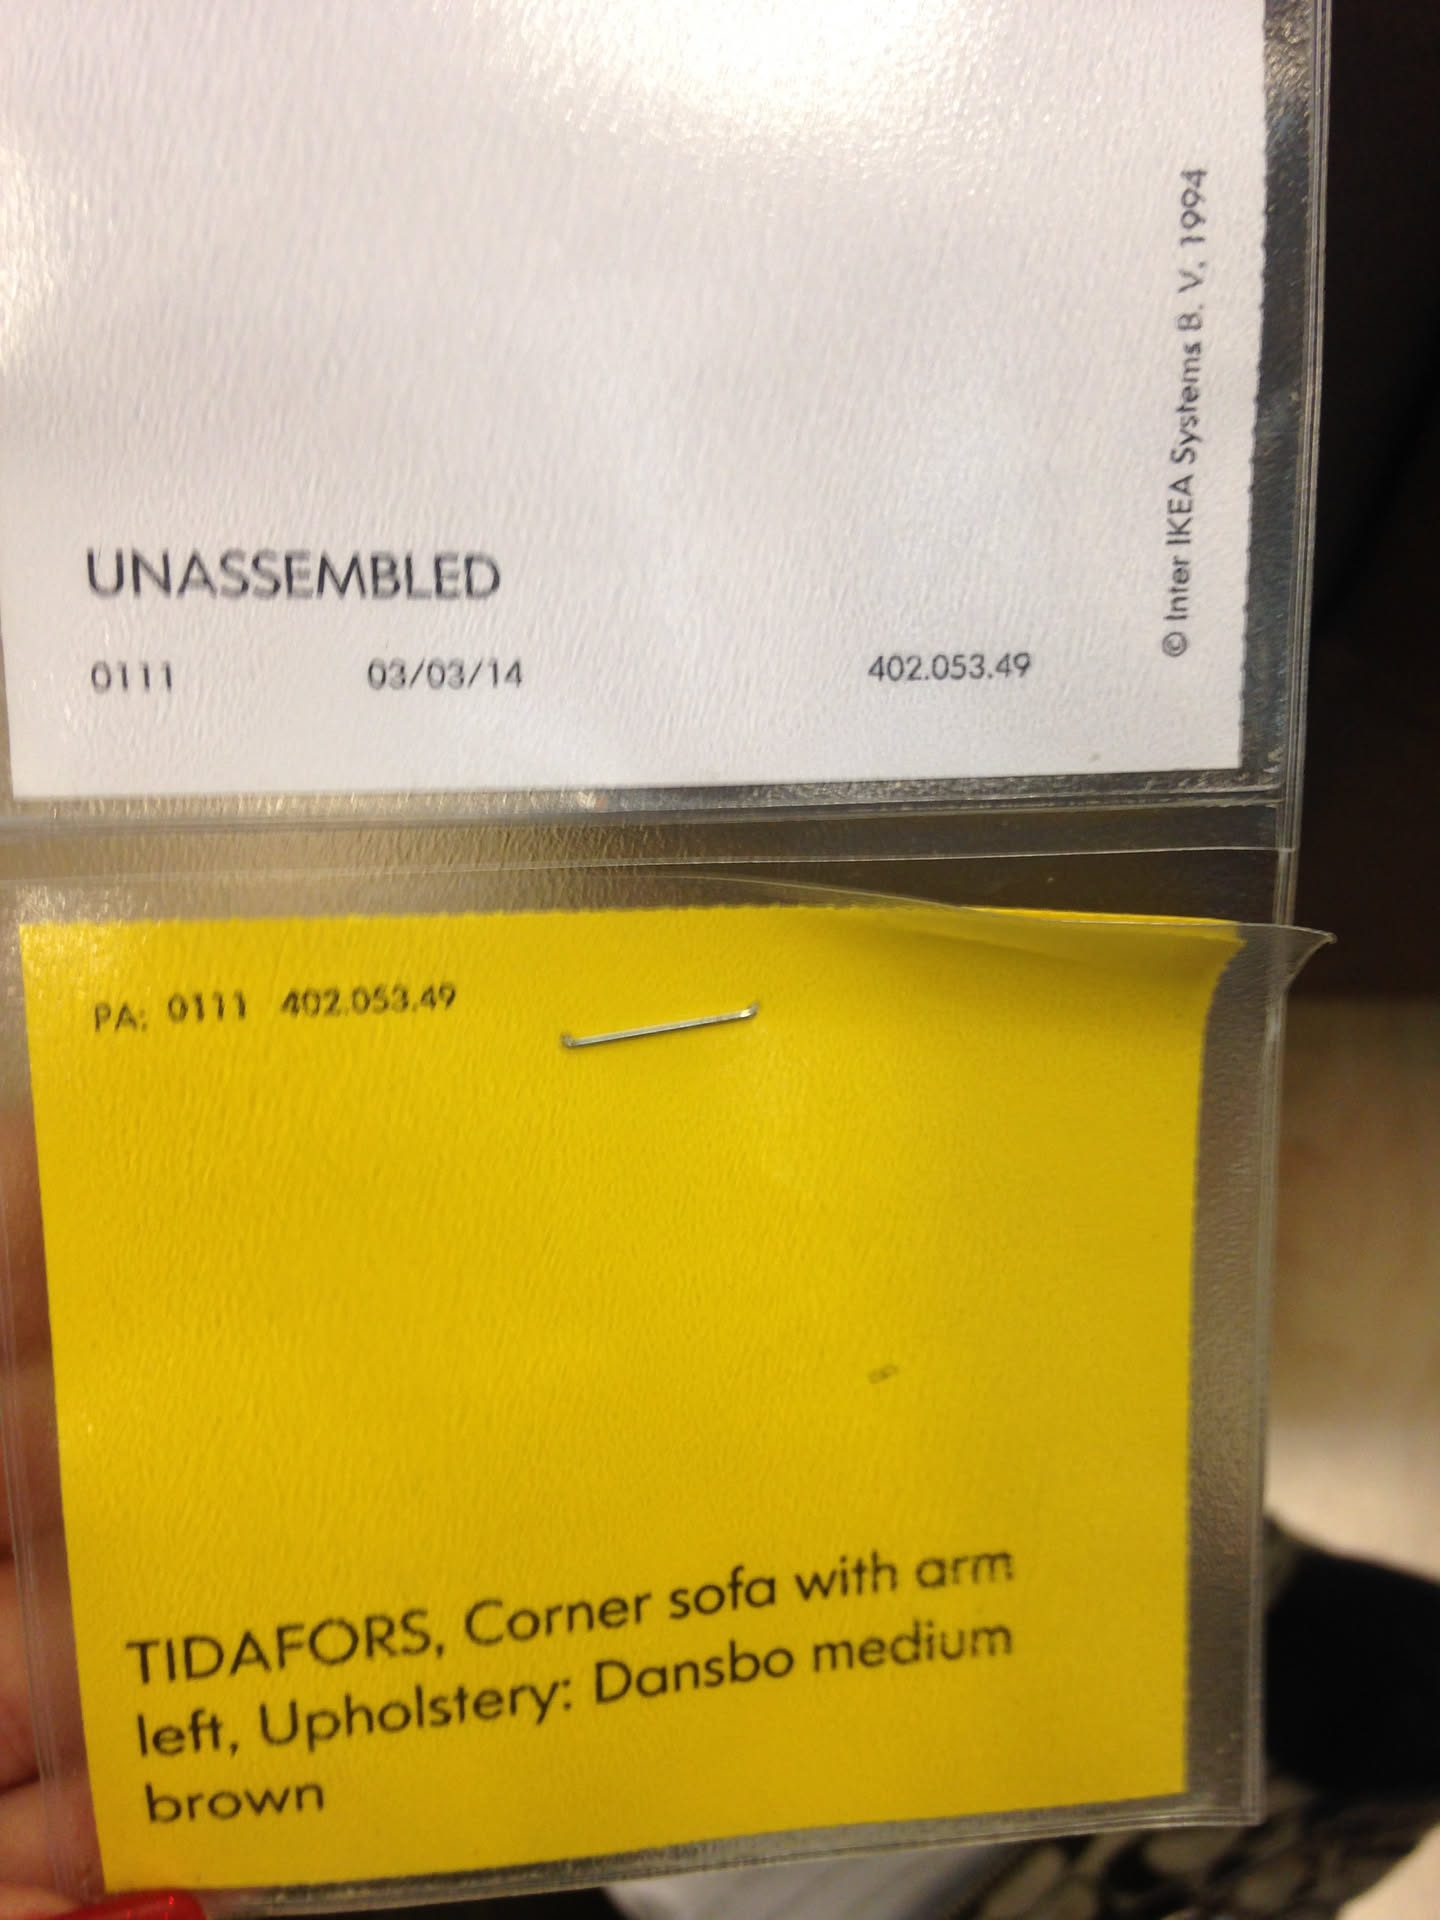 UNASSEMBLED
0111 03/03/14 402.053.49
© Inter IKEA Systems B. V, 1994
PA: 0111 402.053.49
TIDAFORS, Corner sofa with arm
left, Upholstery: Dansbo medium
brown